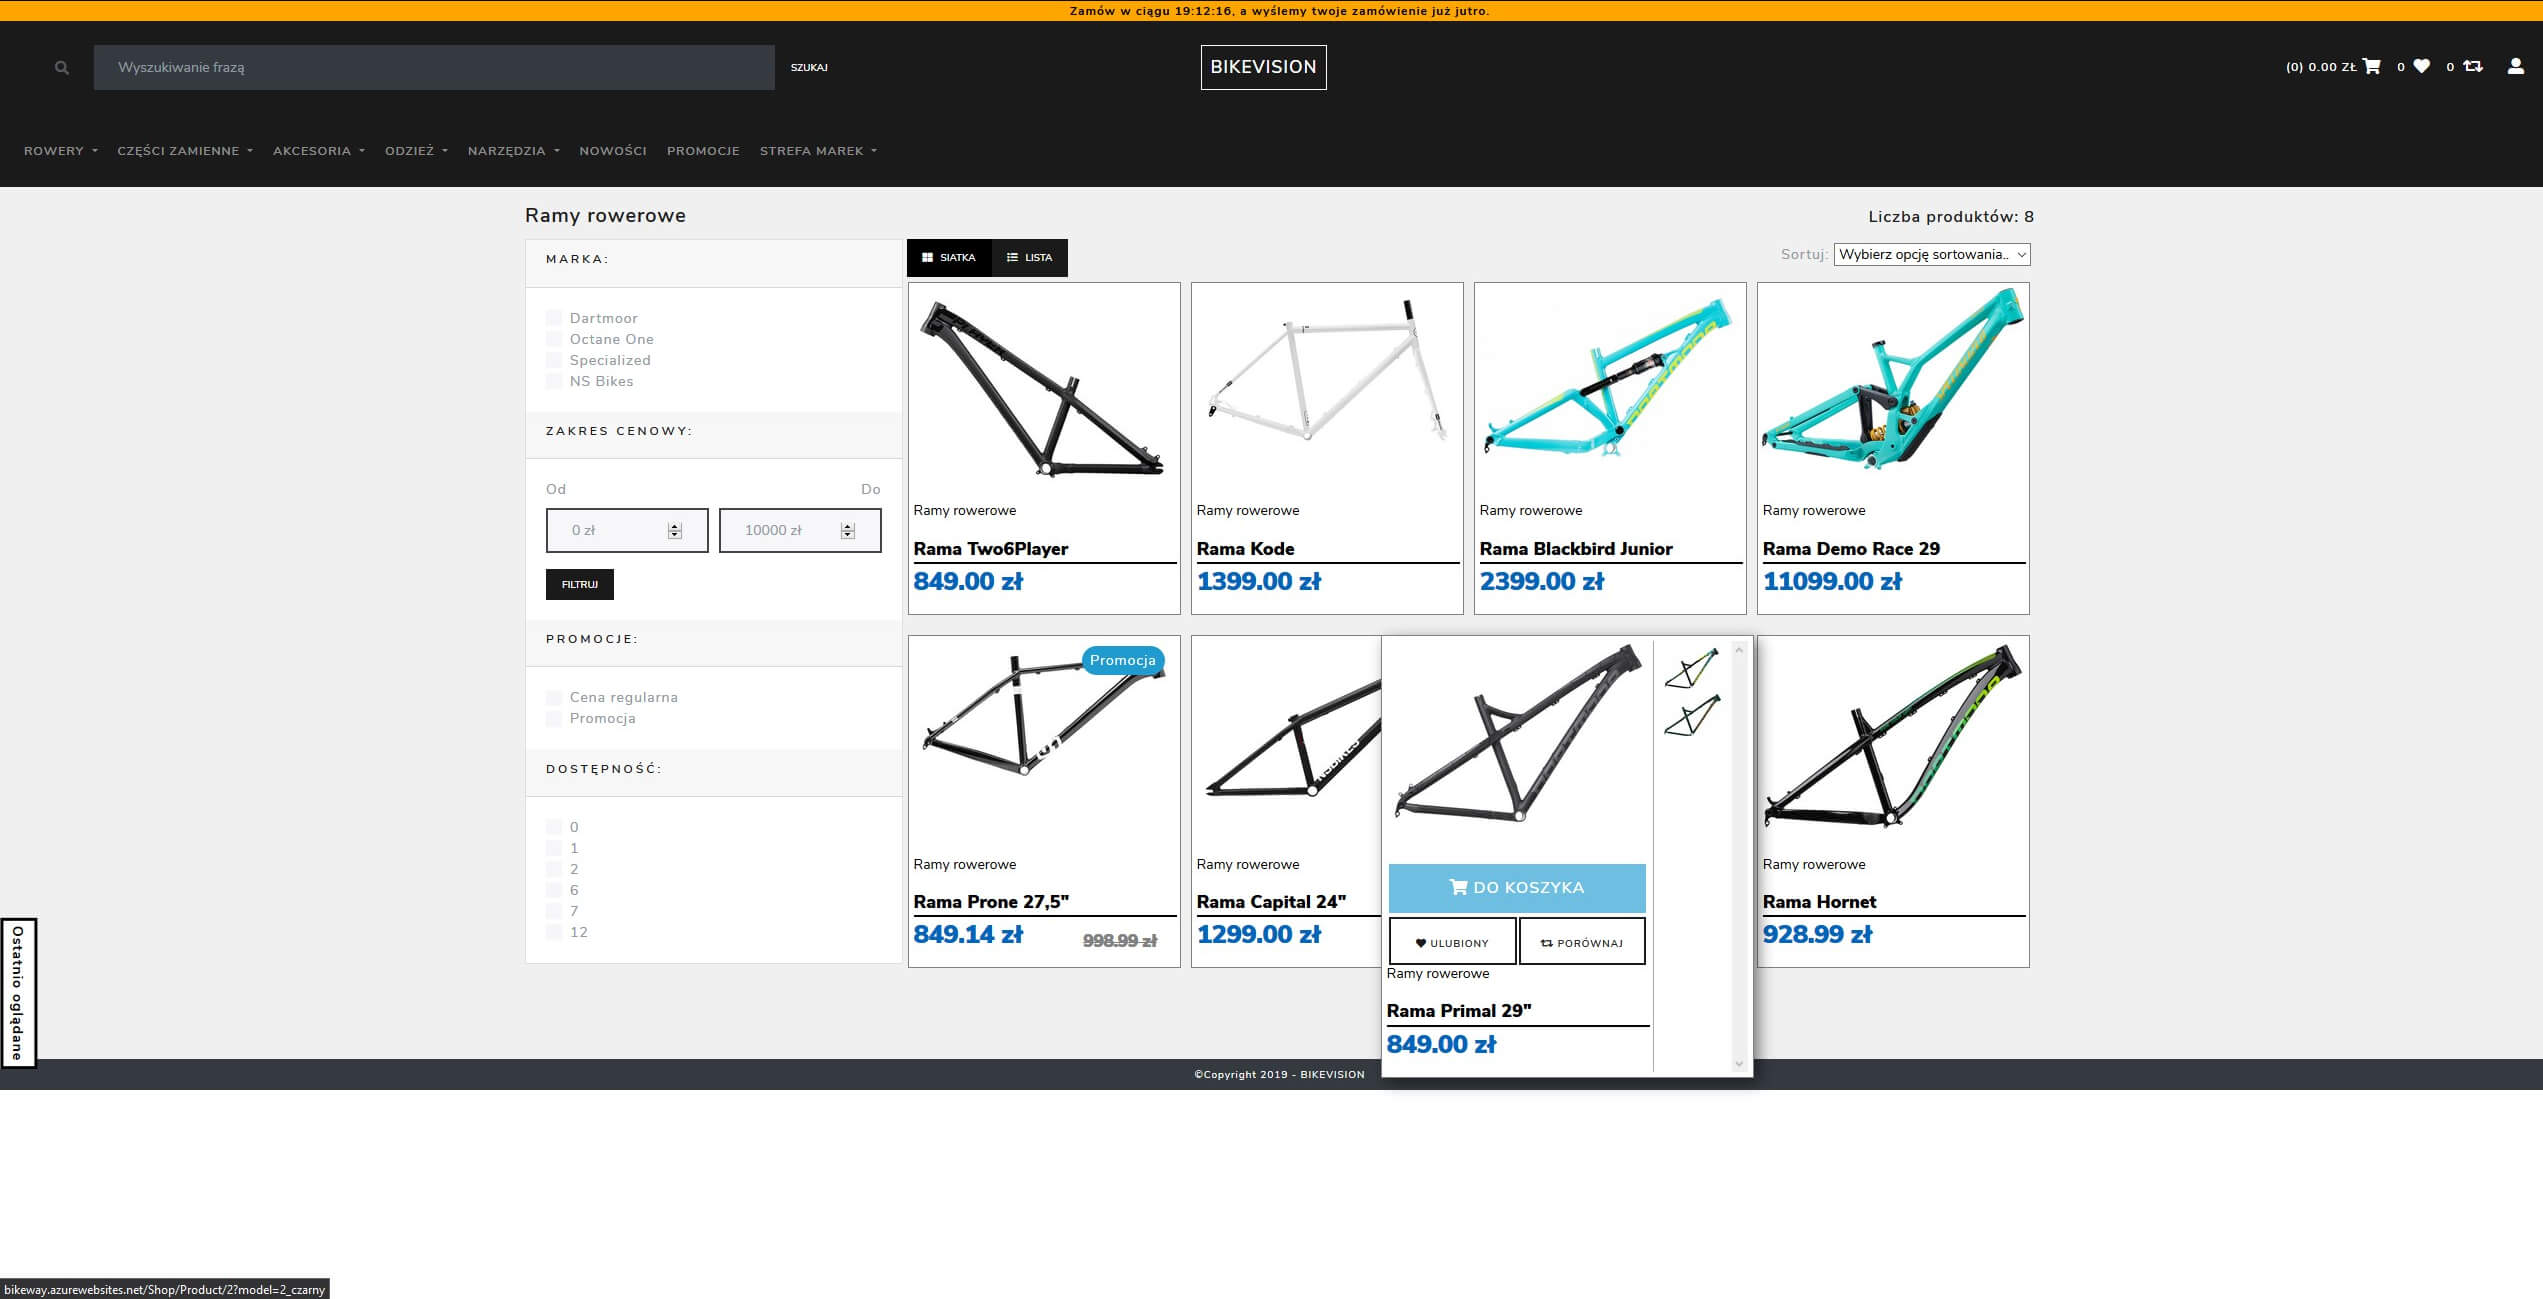 Zamów w ciągu 19:12:16, a wyślemy twoje zamówienie już jutro.
Wyszukiwanie frazą
SZUKAJ
BIKEVISION
(0) 0.00 ZŁ
0
0
ROWERY
CZĘŚCI ZAMIENNE
AKCESORIA
ODZIEŻ
NARZĘDZIA
NOWOŚCI
PROMOCJE
STREFA MAREK
Ramy rowerowe
Liczba produktów: 8
MARKA:
Dartmoor
Octane One
Specialized
NS Bikes
ZAKRES CENOWY:
Od
Do
0 zł
10000 zł
FILTRUJ
PROMOCJE:
Cena regularna
Promocja
DOSTĘPNOŚĆ:
0
1
2
6
7
12
SIATKA
LISTA
Sortuj:
Wybierz opcję sortowania..
Ramy rowerowe
Rama Two6Player
849.00 zł
Ramy rowerowe
Rama Kode
1399.00 zł
DARTMOOR
Ramy rowerowe
Rama Blackbird Junior
2399.00 zł
Ramy rowerowe
Rama Demo Race 29
11099.00 zł
Promocja
Ramy rowerowe
Rama Prone 27,5"
849.14 zł
998.99 zł
NSBIKES
Ramy rowerowe
Rama Capital 24"
1299.00 zł
DARTMOOR
DO KOSZYKA
ULUBIONY
PORÓWNAJ
Ramy rowerowe
Rama Primal 29"
849.00 zł
DARTMOOR
Ramy rowerowe
Rama Hornet
928.99 zł
Ostatnio oglądane
©Copyright 2019 - BIKEVISION
bikeway.azurewebsites.net/Shop/Product/2?model=2_czarny